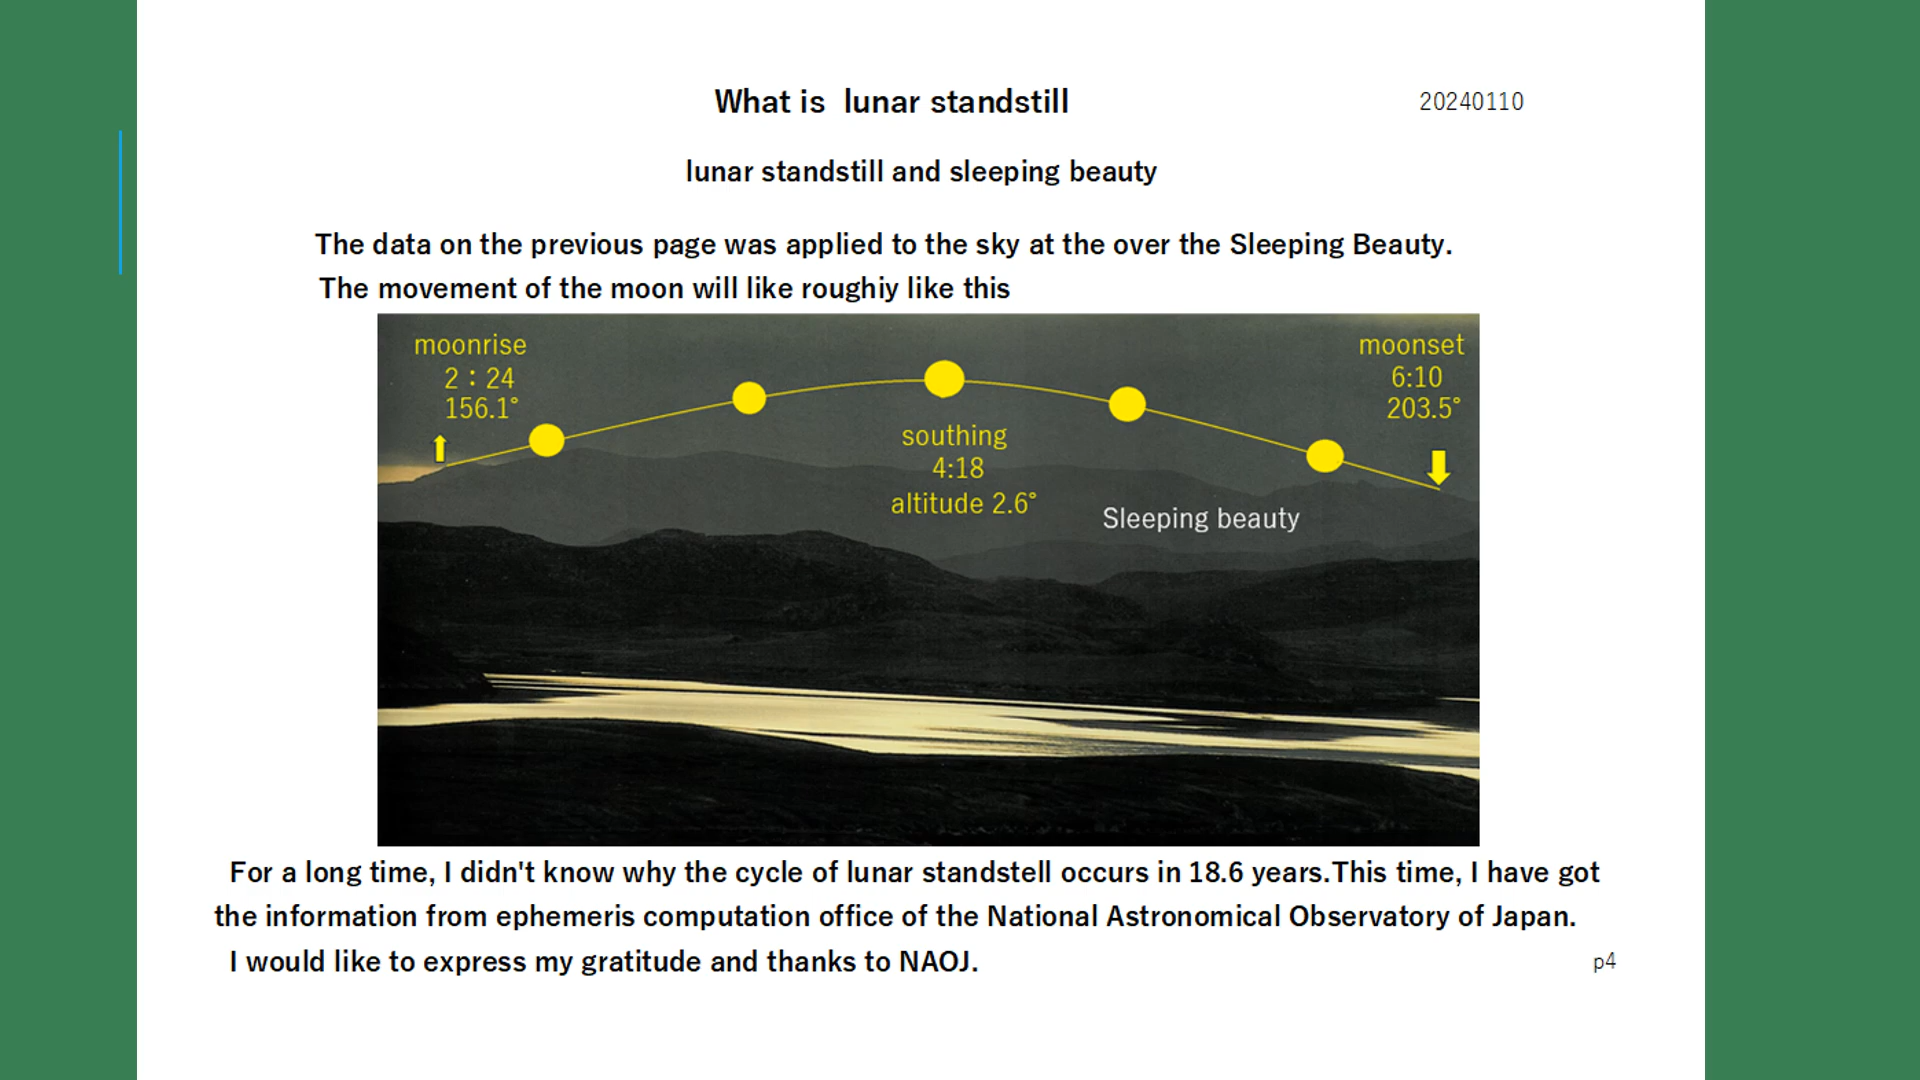 What is lunar standstill
20240110
lunar standstill and sleeping beauty
The data on the previous page was applied to the sky at the over the Sleeping Beauty.
The movement of the moon will like roughiy like this
moonrise
2：24
156.1°
southing
4:18
altitude 2.6°
moonset
6:10
203.5°
Sleeping beauty
For a long time, I didn't know why the cycle of lunar standstell occurs in 18.6 years.This time, I have got
the information from ephemeris computation office of the National Astronomical Observatory of Japan.
I would like to express my gratitude and thanks to NAOJ.
p4